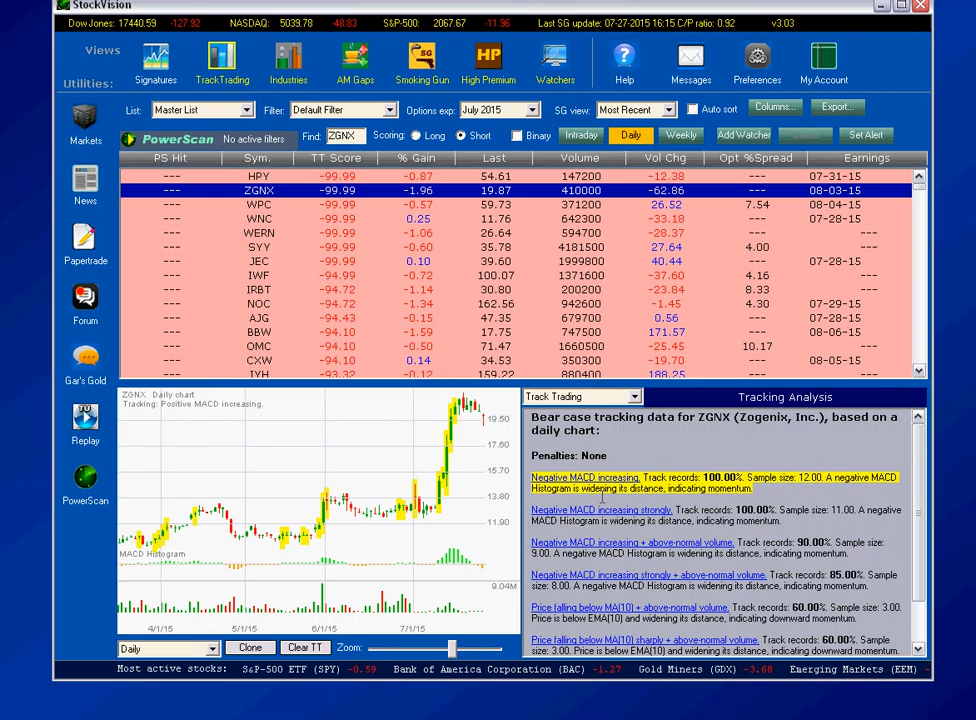 StockVision
Dow Jones: 17440.59 -127.92 NASDAQ: 5039.78 -48.83 S&P-500: 2067.67 -11.96 Last SG update: 07-27-2015 16:15 C/P ratio: 0.92 v3.03
Views
Utilities:
Signatures TrackTrading Industries AM Gaps Smoking Gun High Premium Watchers Help Messages Preferences My Account
SG HP
List: Master List Filter: Default Filter Options exp: July 2015 SG view: Most Recent Auto sort Columns... Export...
PowerScan No active filters Find: ZGNX Scoring: Long Short Binary Intraday Daily Weekly Add Watcher Set Alert
PS Hit Sym. TT Score % Gain Last Volume Vol Chg Opt %Spread Earnings
--- HPY -99.99 -0.87 54.61 147200 -12.38 --- 07-31-15
--- ZGNX -99.99 -1.96 19.87 410000 -62.86 --- 08-03-15
--- WPC -99.99 -0.57 59.73 371200 26.52 7.54 08-04-15
--- WNC -99.99 0.25 11.76 642300 -33.18 --- 07-28-15
--- WERN -99.99 -1.06 26.64 594700 -28.37 --- ---
--- SYY -99.99 -0.60 35.78 4181500 27.64 4.00 ---
--- JEC -99.99 0.10 39.60 1999800 40.44 --- 07-28-15
--- IWF -94.99 -0.72 100.07 1371600 -37.60 4.16 ---
--- IRBT -94.72 -1.14 30.80 200200 -23.84 8.33 ---
--- NOC -94.72 -1.34 162.56 942600 -1.45 4.30 07-29-15
--- AJG -94.43 -0.15 47.35 679700 0.56 --- 07-28-15
--- BBW -94.10 -1.59 17.75 747500 171.57 --- 08-06-15
--- OMC -94.10 -0.50 71.47 1660500 -25.45 10.17 ---
--- CXW -94.10 0.14 34.53 350300 -19.70 --- 08-05-15
--- IYH -93.32 -0.12 159.22 880400 188.25 --- ---
Markets
News
Papertrade
Forum
Gar's Gold
TU
Replay
PowerScan
ZGNX Daily chart
Tracking: Positive MACD increasing.
19.50
17.60
15.70
13.80
11.90
MACD Histogram
9.04M
4/1/15 5/1/15 6/1/15 7/1/15
Daily Clone Clear TT Zoom:
Track Trading Tracking Analysis
Bear case tracking data for ZGNX (Zogenix, Inc.), based on a
daily chart:
Penalties: None
Negative MACD increasing. Track records: 100.00%. Sample size: 12.00. A negative MACD
Histogram is widening its distance, indicating momentum.
Negative MACD increasing strongly. Track records: 100.00%. Sample size: 11.00. A negative
MACD Histogram is widening its distance, indicating momentum.
Negative MACD increasing + above-normal volume. Track records: 90.00%. Sample size:
9.00. A negative MACD Histogram is widening its distance, indicating momentum.
Negative MACD increasing strongly + above-normal volume. Track records: 85.00%. Sample
size: 8.00. A negative MACD Histogram is widening its distance, indicating momentum.
Price falling below MA(10) + above-normal volume. Track records: 60.00%. Sample size: 3.00.
Price is below EMA(10) and widening its distance, indicating downward momentum.
Price falling below MA(10) sharply + above-normal volume. Track records: 60.00%. Sample
size: 3.00. Price is below EMA(10) and widening its distance, indicating downward momentum.
Most active stocks: S&P-500 ETF (SPY) -0.59 Bank of America Corporation (BAC) -1.27 Gold Miners (GDX) -3.68 Emerging Markets (EEM) -